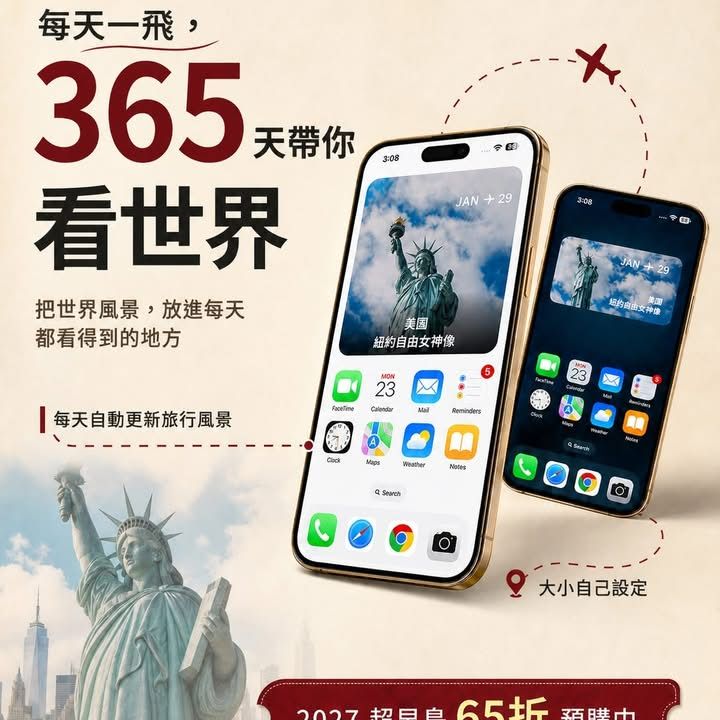 每天一飛，
365天帶你
看世界
把世界風景，放進每天
都看得到的地方
每天自動更新旅行風景
3:08
JAN ✈ 29
美國
紐約自由女神像
FaceTime
MON
23
Calendar
Mail
5
Reminders
Clock
Maps
Weather
Notes
Search
3:08
JAN ✈ 29
美國
紐約自由女神像
FaceTime
23
Calendar
Mail
Reminders
Clock
Maps
Weather
Notes
Search
大小自己設定
2027 超早鳥 65折 預購中